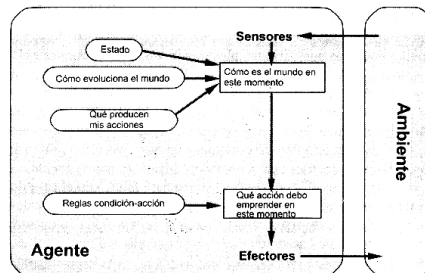 Sensores
Estado
Cómo evoluciona el mundo
Cómo es el mundo en
este momento
Qué producen
mis acciones
Ambiente
Reglas condición-acción
Qué acción debo
emprender en
este momento
Agente
Efectores